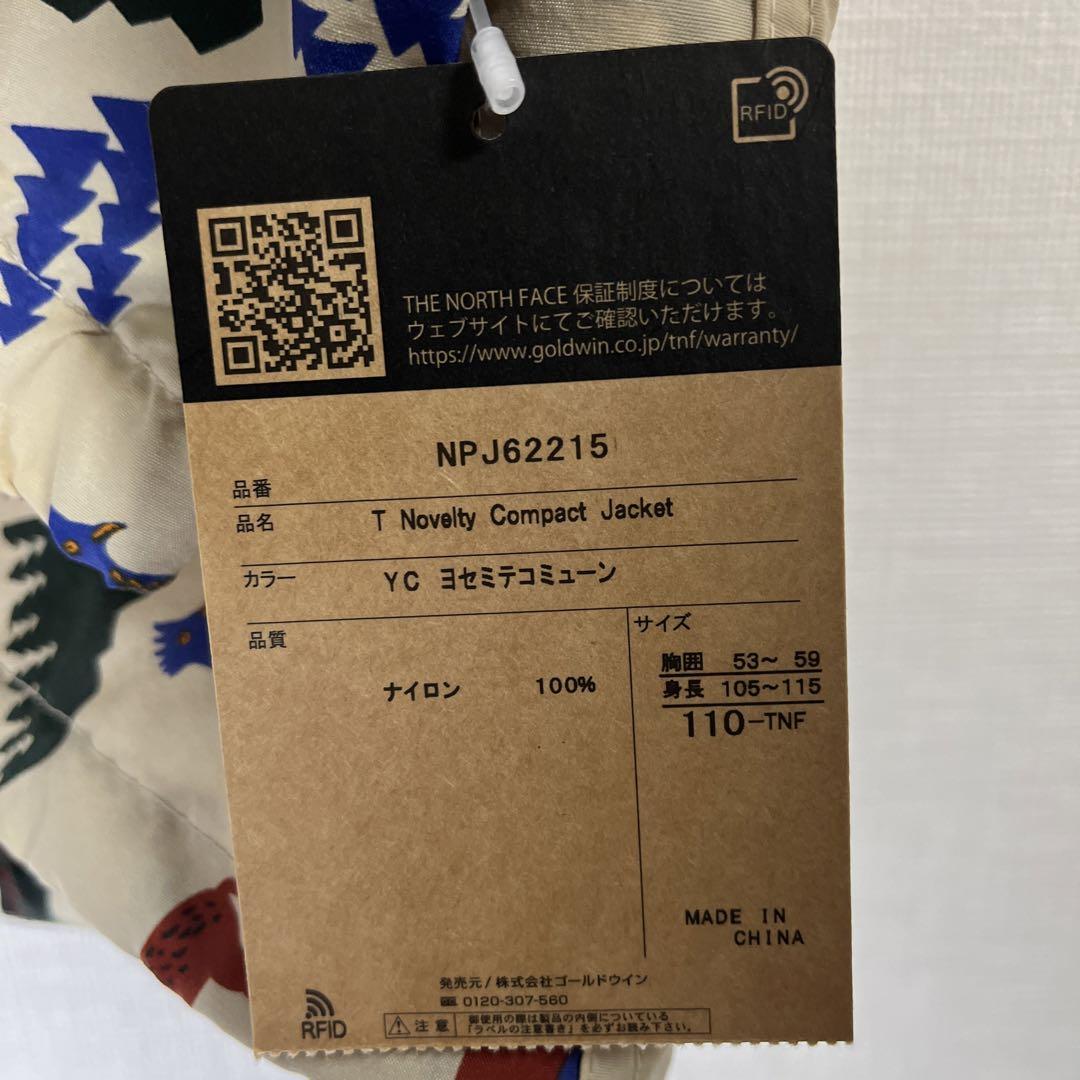 RFID
THE NORTH FACE 保証制度については
ウェブサイトにてご確認いただけます。
https://www.goldwin.co.jp/tnf/warranty/
NPJ62215
品番
品名 T Novelty Compact Jacket
カラー YC ヨセミテコミューン
品質
ナイロン 100%
サイズ
胸囲 53〜 59
身長 105〜115
110-TNF
MADE IN
CHINA
発売元/株式会社ゴールドウイン
0120-307-560
RFID
注意
御使用の際は製品の内側についている
「ラベルの注意書き」を必ずお読み下さい。